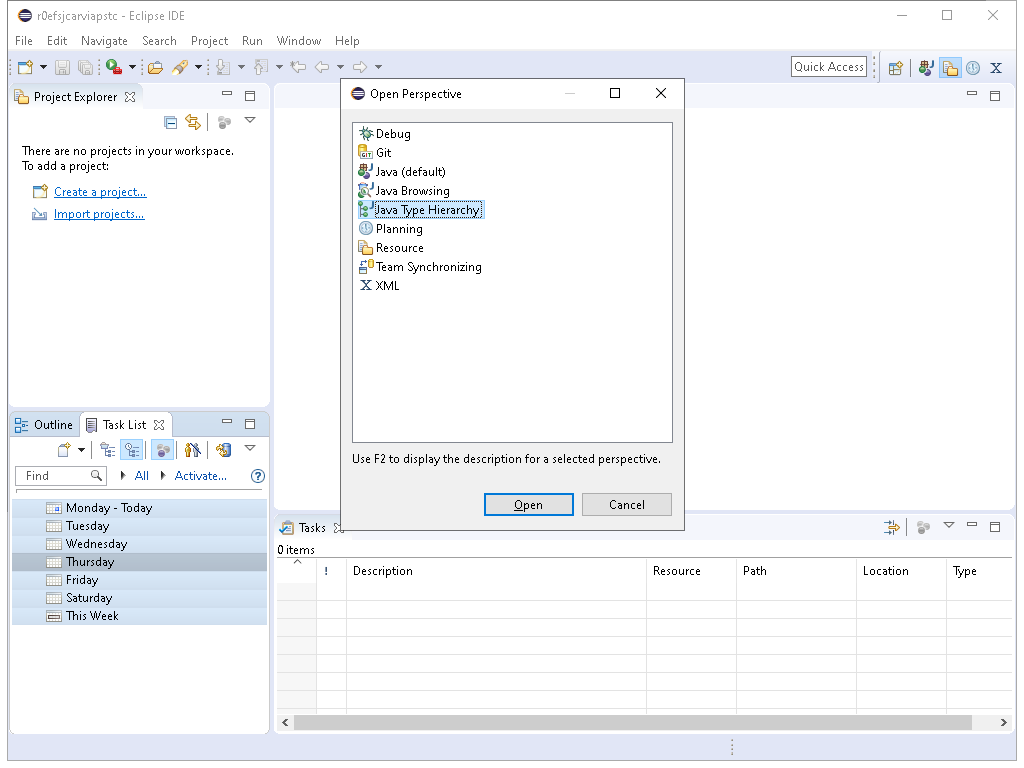 r0efsjcarviapstc - Eclipse IDE
File Edit Navigate Search Project Run Window Help
Quick Access
Project Explorer
There are no projects in your workspace.
To add a project:
Create a project...
Import projects...
Open Perspective
Debug
Git
Java (default)
Java Browsing
Java Type Hierarchy
Planning
Resource
Team Synchronizing
XML
Use F2 to display the description for a selected perspective.
Open Cancel
Outline Task List
Find All Activate...
Monday - Today
Tuesday
Wednesday
Thursday
Friday
Saturday
This Week
Tasks
0 items
! Description Resource Path Location Type